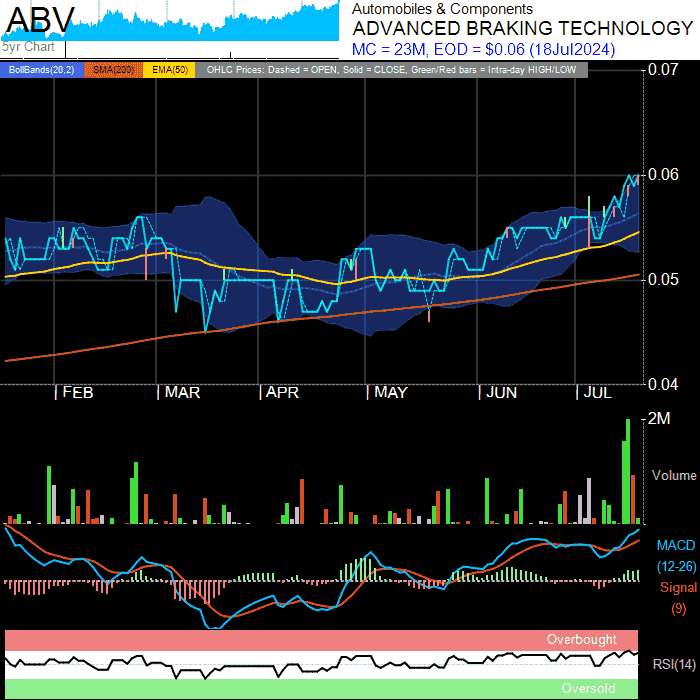 ABV
5yr Chart
Automobiles & Components
ADVANCED BRAKING TECHNOLOGY
MC = 23M, EOD = $0.06 (18Jul2024)
BollBands(20,2) SMA(200) EMA(50) OHLC Prices: Dashed = OPEN, Solid = CLOSE, Green/Red bars = Intra-day HIGH/LOW
0.07
0.06
0.05
0.04
FEB MAR APR MAY JUN JUL
2M
Volume
MACD
(12-26)
Signal
(9)
Overbought
RSI(14)
Oversold